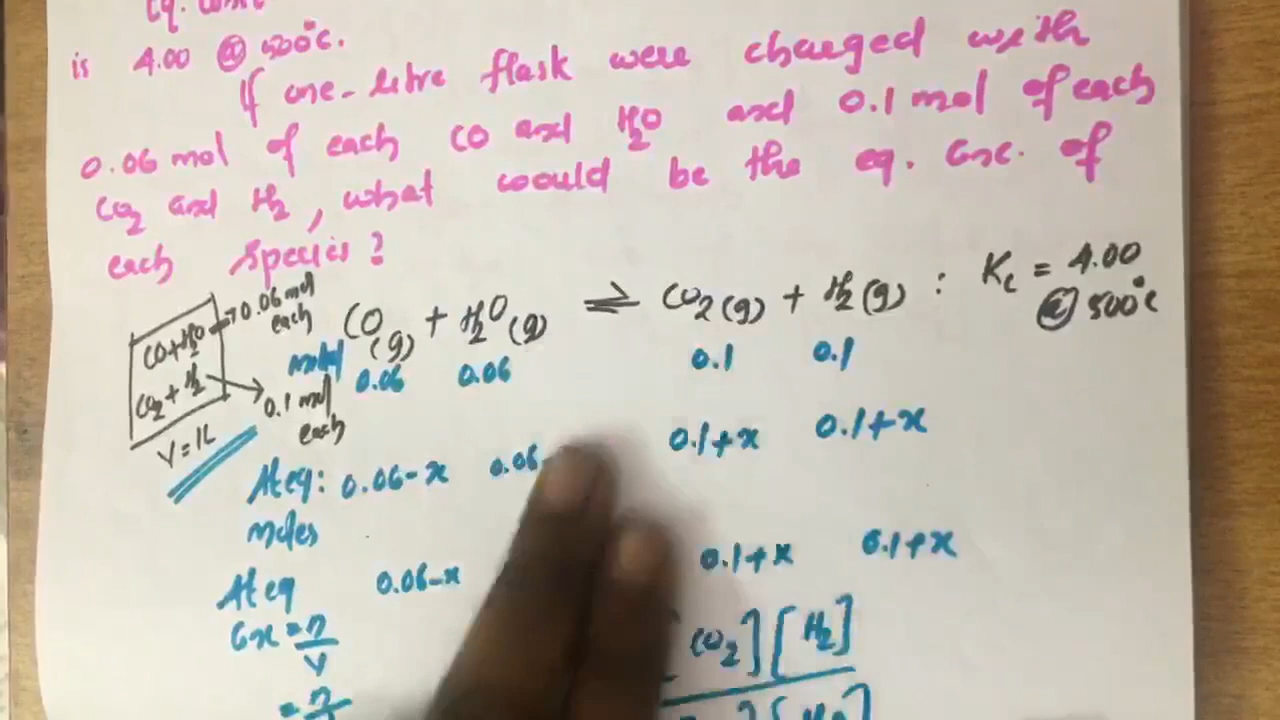 Eq. const
is 4.00 @ 500°C.
If one-litre flask were charged with
0.06 mol of each CO and H₂O and 0.1 mol of each
CO₂ and H₂, what would be the eq. conc. of
each species?
CO(g) + H₂O(g) ⇌ CO₂(g) + H₂(g) : Kc = 4.00
@ 500°C
CO + H₂O → 0.06 mol
each
CO₂ + H₂ → 0.1 mol
each
V = 1L
0.06 0.06 0.1 0.1
At eq: 0.06-x 0.06 0.1+x 0.1+x
moles
At eq 0.06-x 0.1+x 0.1+x
= n/V
= n
[CO₂] [H₂]